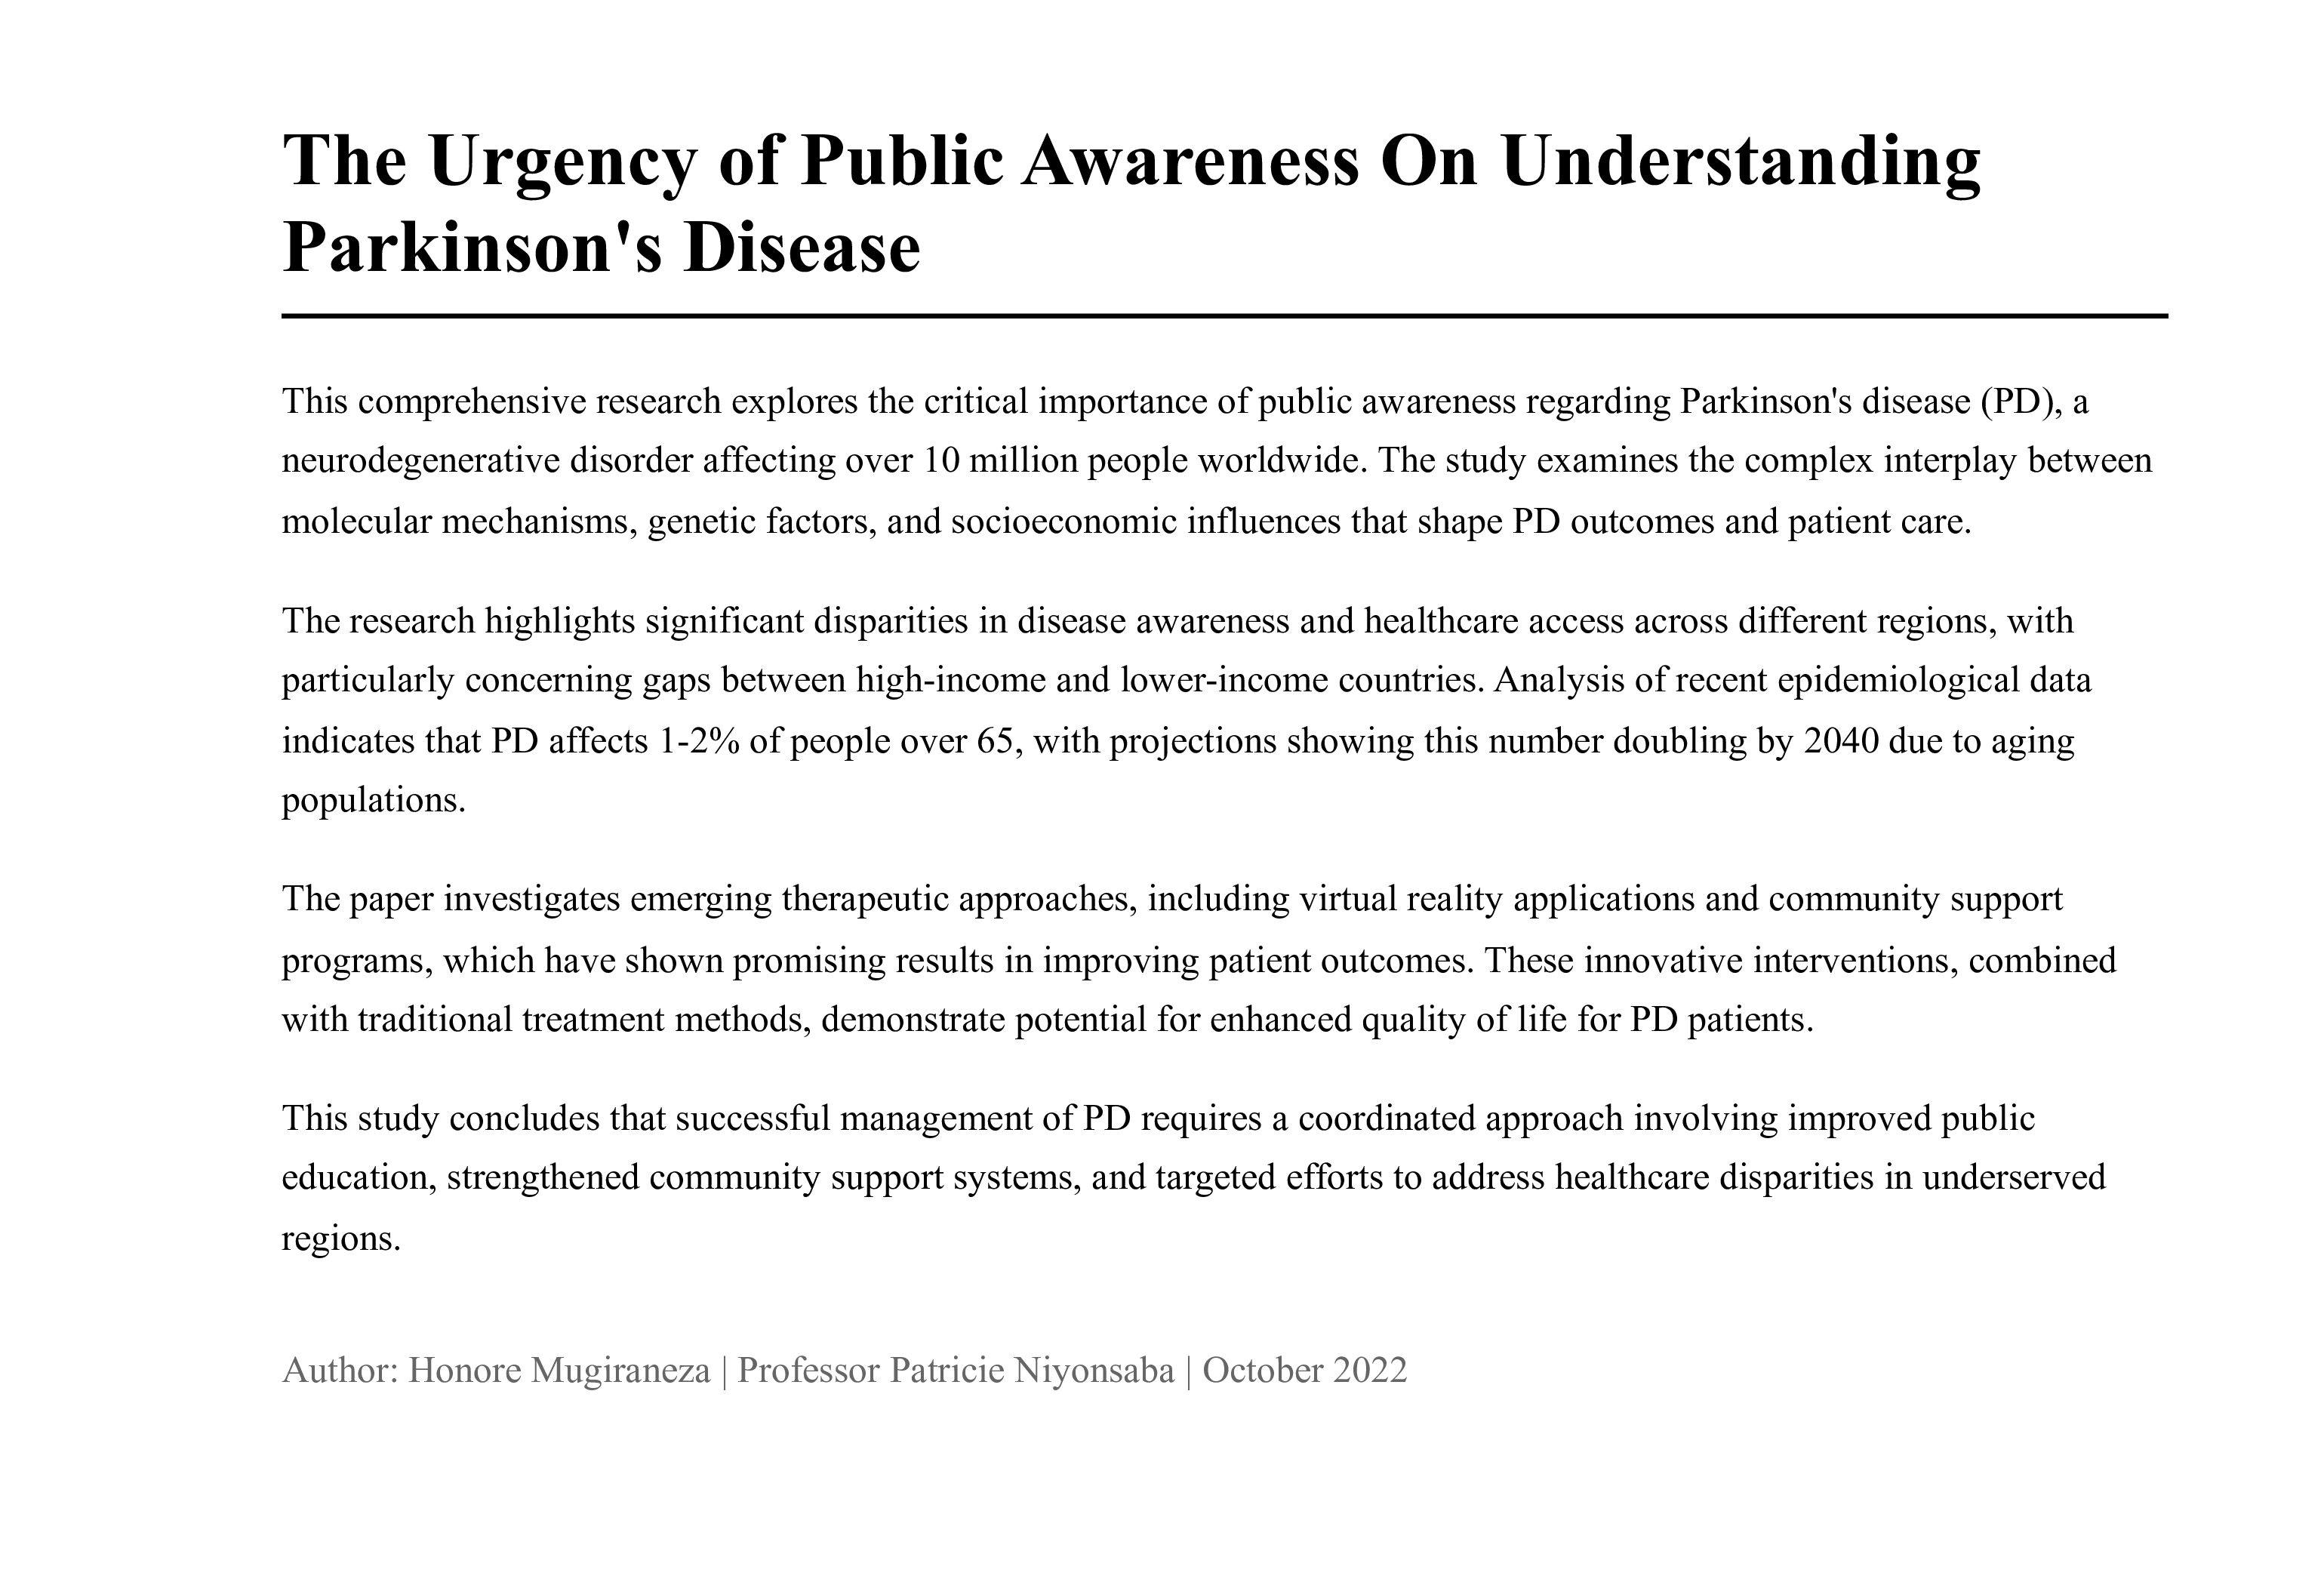 The Urgency of Public Awareness On Understanding
Parkinson's Disease
This comprehensive research explores the critical importance of public awareness regarding Parkinson's disease (PD), a
neurodegenerative disorder affecting over 10 million people worldwide. The study examines the complex interplay between
molecular mechanisms, genetic factors, and socioeconomic influences that shape PD outcomes and patient care.
The research highlights significant disparities in disease awareness and healthcare access across different regions, with
particularly concerning gaps between high-income and lower-income countries. Analysis of recent epidemiological data
indicates that PD affects 1-2% of people over 65, with projections showing this number doubling by 2040 due to aging
populations.
The paper investigates emerging therapeutic approaches, including virtual reality applications and community support
programs, which have shown promising results in improving patient outcomes. These innovative interventions, combined
with traditional treatment methods, demonstrate potential for enhanced quality of life for PD patients.
This study concludes that successful management of PD requires a coordinated approach involving improved public
education, strengthened community support systems, and targeted efforts to address healthcare disparities in underserved
regions.
Author: Honore Mugiraneza | Professor Patricie Niyonsaba | October 2022